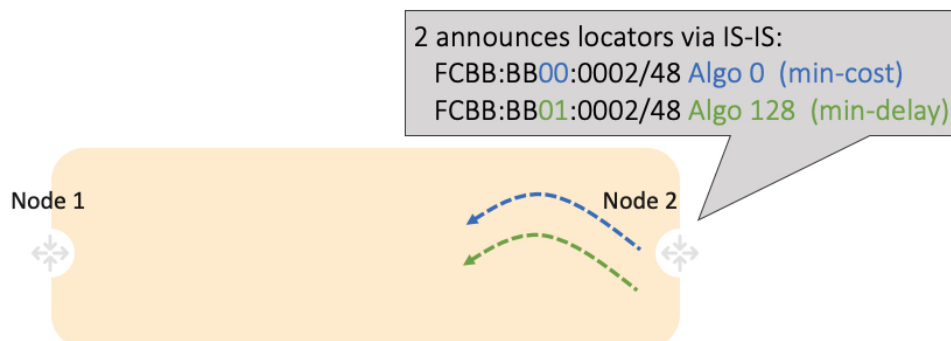 2 announces locators via IS-IS:
FCBB:BB00:0002/48 Algo 0 (min-cost)
FCBB:BB01:0002/48 Algo 128 (min-delay)
Node 1
Node 2